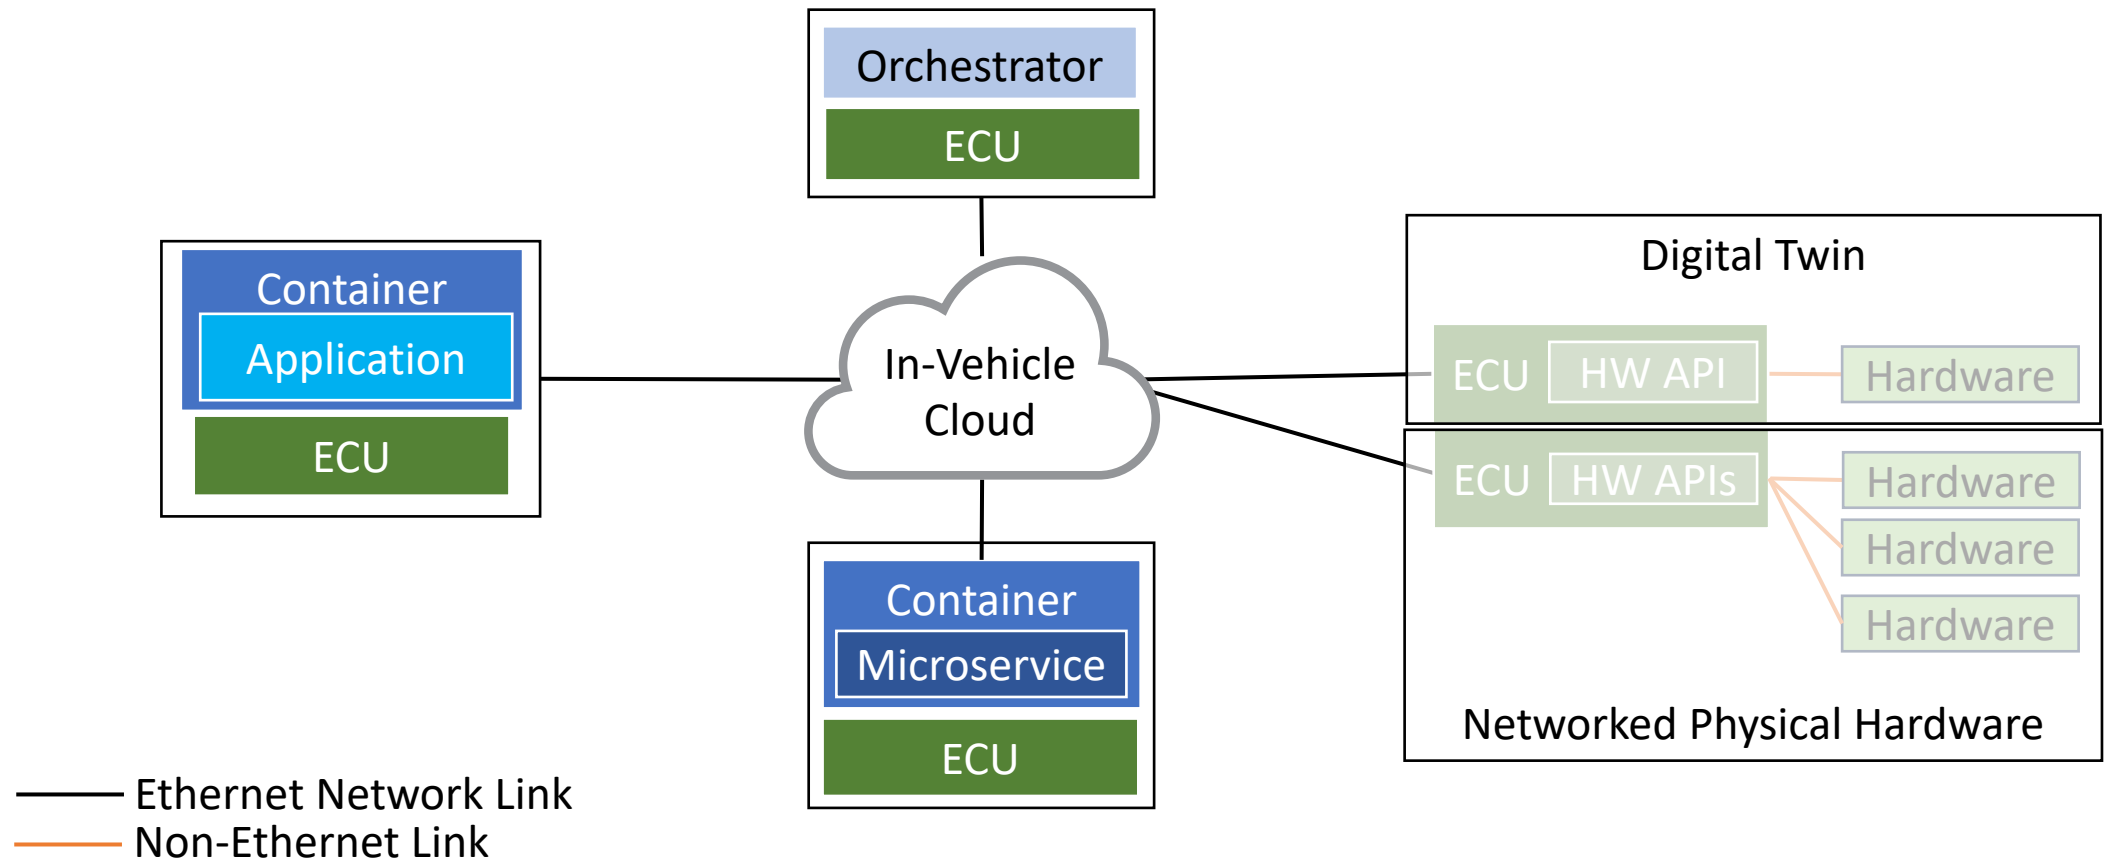 Orchestrator
ECU
Container
Application
ECU
In-Vehicle
Cloud
Container
Microservice
ECU
Digital Twin
ECU HW API Hardware
ECU HW APIs Hardware
Hardware
Hardware
Networked Physical Hardware
Ethernet Network Link
Non-Ethernet Link